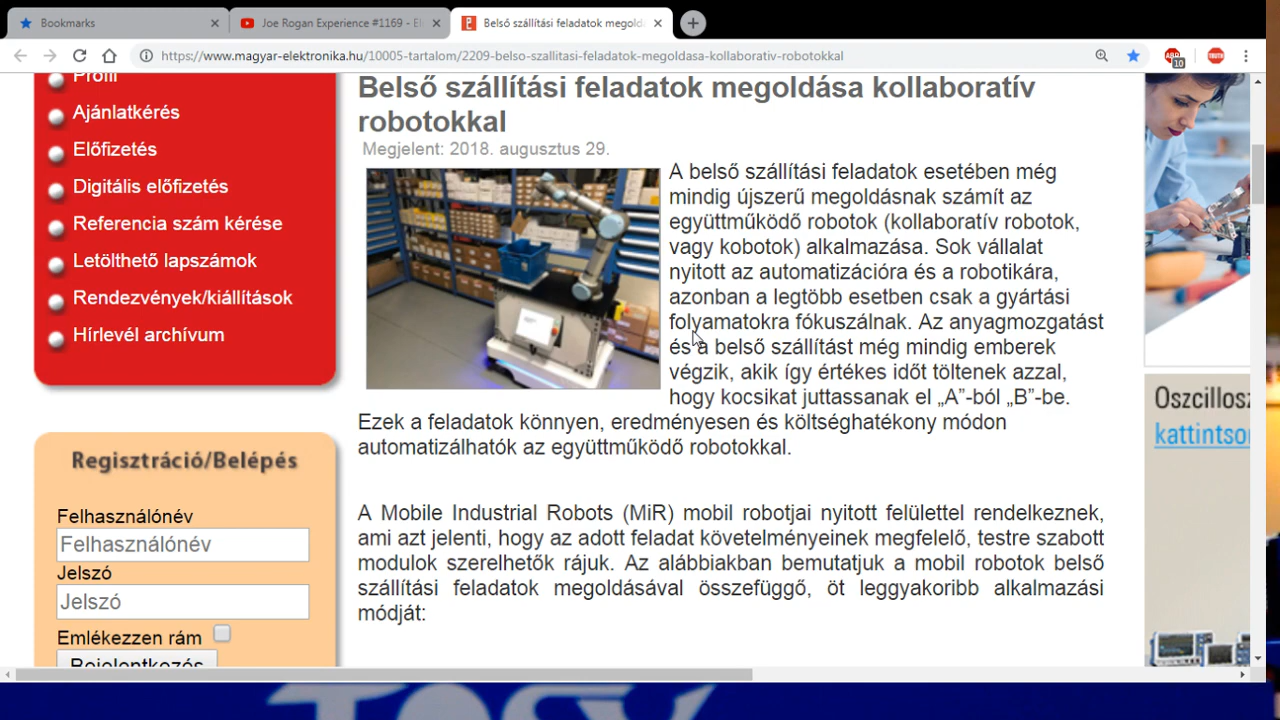 Bookmarks
Joe Rogan Experience #1169 - El
Belső szállítási feladatok megold
https://www.magyar-elektronika.hu/10005-tartalom/2209-belso-szallitasi-feladatok-megoldasa-kollaborativ-robotokkal
10
Profil
Ajánlatkérés
Előfizetés
Digitális előfizetés
Referencia szám kérése
Letölthető lapszámok
Rendezvények/kiállítások
Hírlevél archívum
Regisztráció/Belépés
Felhasználónév
Felhasználónév
Jelszó
Jelszó
Emlékezzen rám
Bejelentkezés
Belső szállítási feladatok megoldása kollaboratív
robotokkal
Megjelent: 2018. augusztus 29.
A belső szállítási feladatok esetében még
mindig újszerű megoldásnak számít az
együttműködő robotok (kollaboratív robotok,
vagy kobotok) alkalmazása. Sok vállalat
nyitott az automatizációra és a robotikára,
azonban a legtöbb esetben csak a gyártási
folyamatokra fókuszálnak. Az anyagmozgatást
és a belső szállítást még mindig emberek
végzik, akik így értékes időt töltenek azzal,
hogy kocsikat juttassanak el „A”-ból „B”-be.
Ezek a feladatok könnyen, eredményesen és költséghatékony módon
automatizálhatók az együttműködő robotokkal.
A Mobile Industrial Robots (MiR) mobil robotjai nyitott felülettel rendelkeznek,
ami azt jelenti, hogy az adott feladat követelményeinek megfelelő, testre szabott
modulok szerelhetők rájuk. Az alábbiakban bemutatjuk a mobil robotok belső
szállítási feladatok megoldásával összefüggő, öt leggyakoribb alkalmazási
módját:
Oszcillosz
kattintso